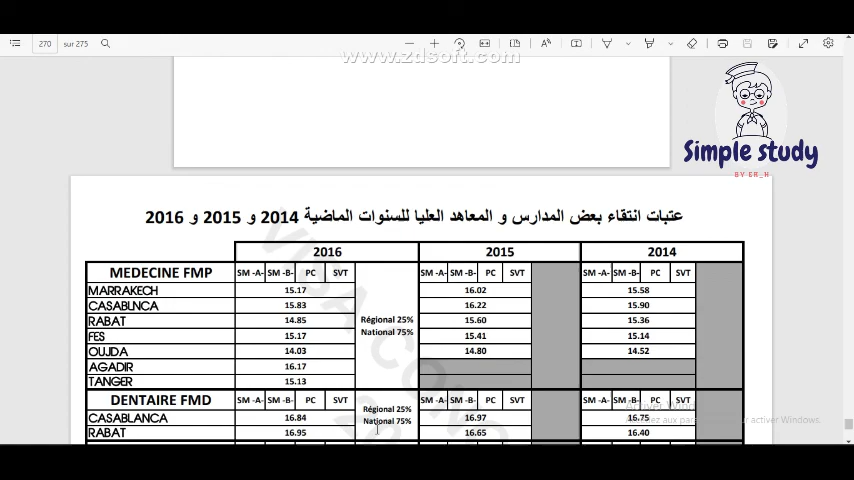 270 sur 275
www.zdsoft.com
Simple study
BY ER_H
عتبات انتقاء بعض المدارس و المعاهد العليا للسنوات الماضية 2014 و 2015 و 2016
2016 2015 2014
MEDECINE FMP SM -A- SM -B- PC SVT SM -A- SM -B- PC SVT SM -A- SM -B- PC SVT
MARRAKECH 15.17 16.02 15.58
CASABLNCA 15.83 16.22 15.90
RABAT 14.85 Régional 25% 15.60 15.36
FES 15.17 National 75% 15.41 15.14
OUJDA 14.03 14.80 14.52
AGADIR 16.17
TANGER 15.13
DENTAIRE FMD SM -A- SM -B- PC SVT Régional 25% SM -A- SM -B- PC SVT SM -A- SM -B- PC SVT
CASABLANCA 16.84 National 75% 16.97 16.75
RABAT 16.95 16.65 16.40